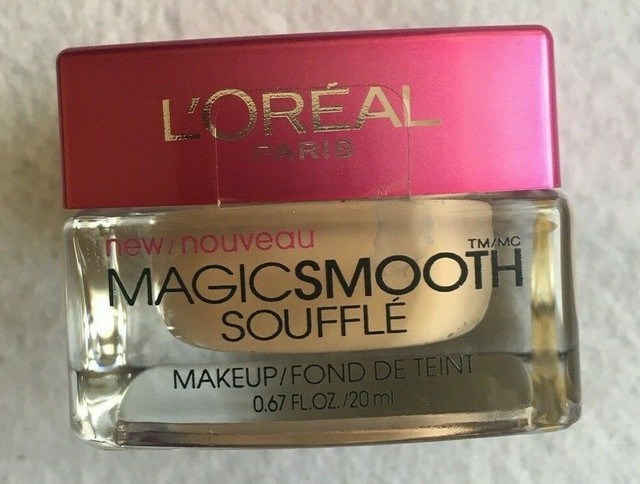 L'ORÉAL
PARIS
new/nouveau
MAGICSMOOTH TM/MC
SOUFFLÉ
MAKEUP/FOND DE TEINT
0.67 FL.OZ./20 ml